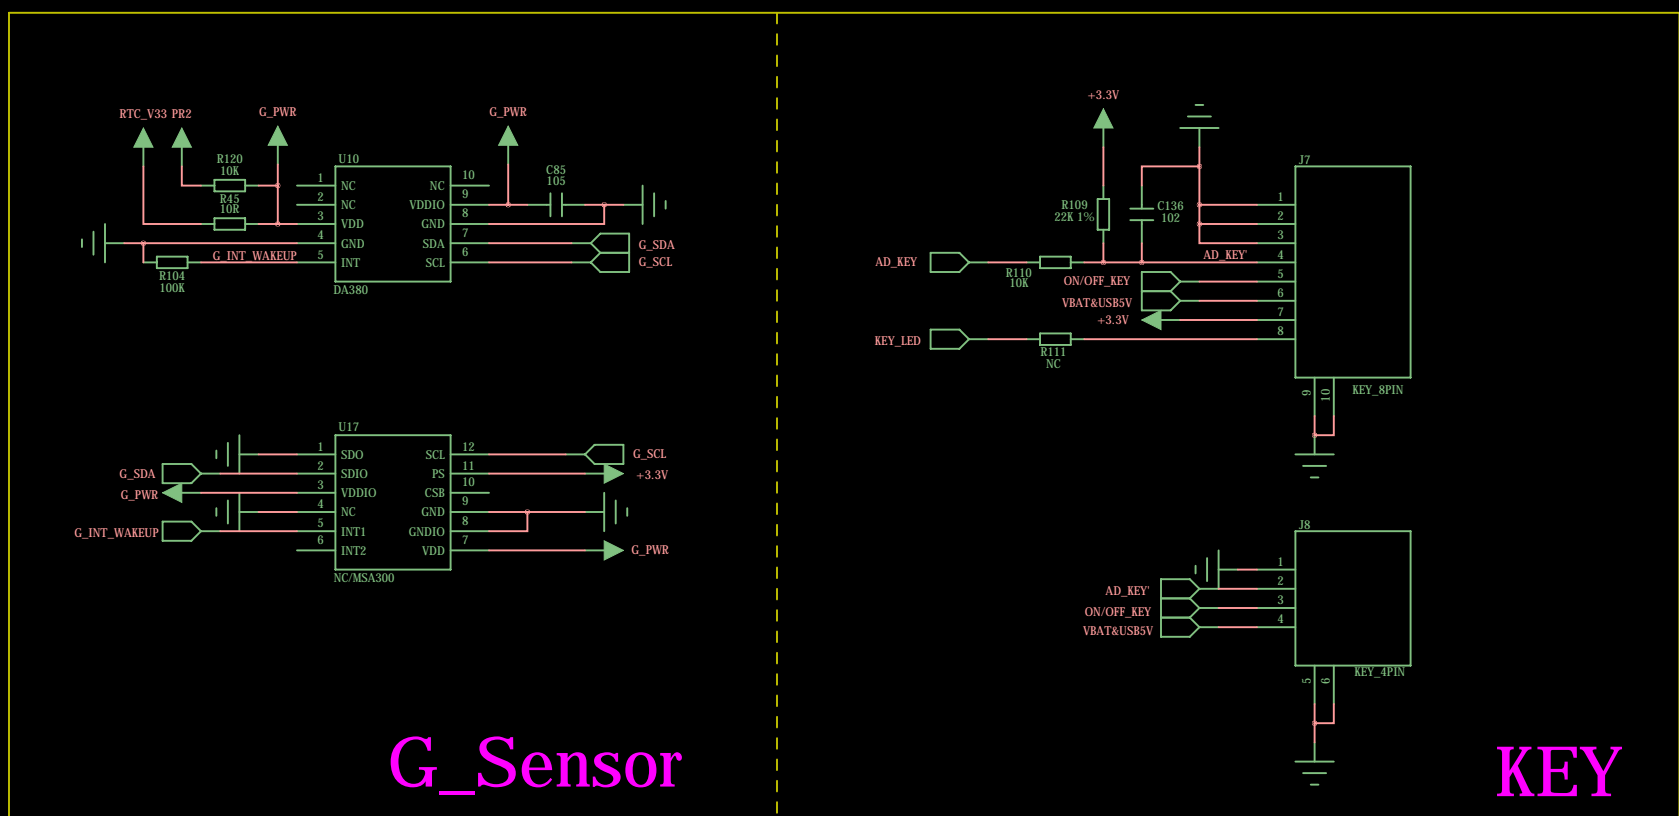 RTC_V33 PR2
G_PWR
R120
10K
R45
10R
U10
G_PWR
C85
105
1 NC
2 NC
3 VDD
4 GND
5 INT
NC 10
VDDIO 9
GND 8
SDA 7
SCL 6
G_SDA
G_SCL
G_INT_WAKEUP
R104
100K
DA380
U17
1 SDO
2 SDIO
3 VDDIO
4 NC
5 INT1
6 INT2
SCL 12
PS 11
CSB 10
GND 9
GNDIO 8
VDD 7
G_SDA
G_PWR
G_INT_WAKEUP
G_SCL
+3.3V
G_PWR
NC/MSA300
G_Sensor
+3.3V
R109
22K 1%
C136
102
J7
1
2
3
4
5
6
7
8
AD_KEY
R110
10K
AD_KEY'
ON/OFF_KEY
VBAT&USB5V
+3.3V
KEY_LED
R111
NC
9
10
KEY_8PIN
J8
1
2
3
4
AD_KEY'
ON/OFF_KEY
VBAT&USB5V
5
6
KEY_4PIN
KEY